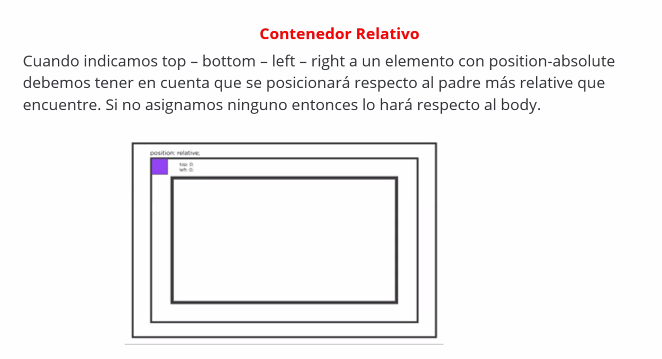 Contenedor Relativo
Cuando indicamos top – bottom – left – right a un elemento con position-absolute
debemos tener en cuenta que se posicionará respecto al padre más relative que
encuentre. Si no asignamos ninguno entonces lo hará respecto al body.
position: relative;
top: 0;
left: 0;